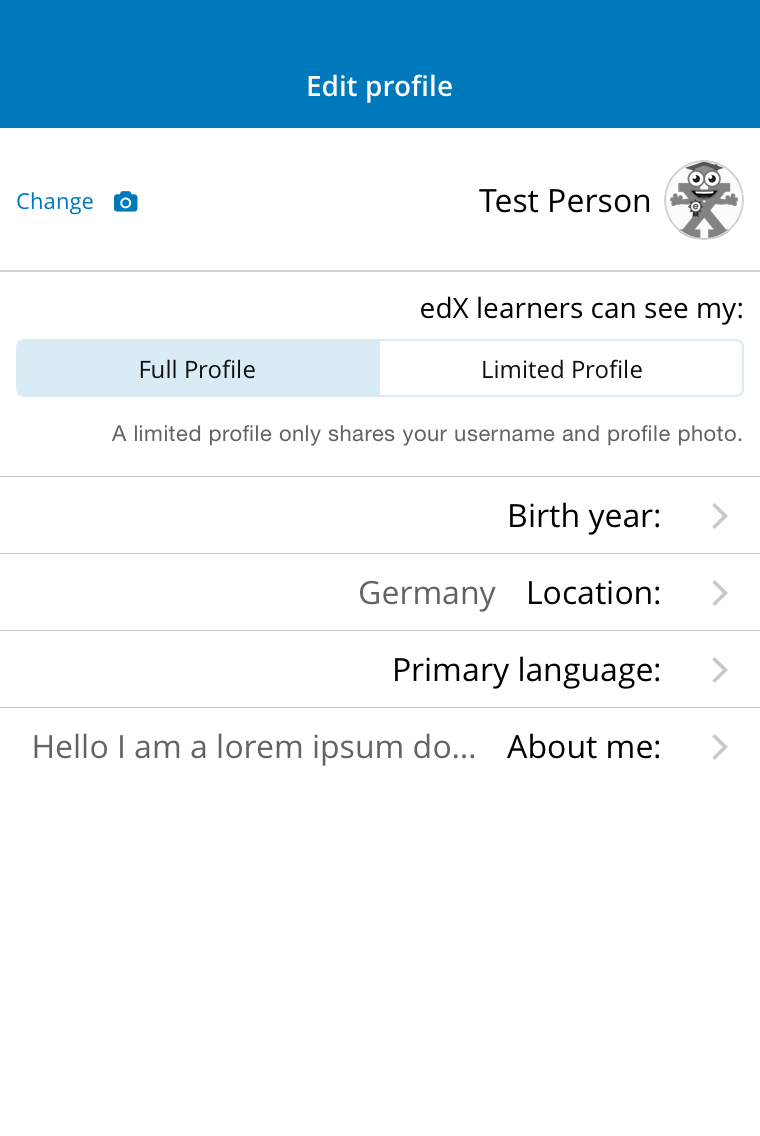 Edit profile
Change
Test Person
edX learners can see my:
Full Profile
Limited Profile
A limited profile only shares your username and profile photo.
Birth year:
Location:
Germany
Primary language:
About me:
Hello I am a lorem ipsum do...